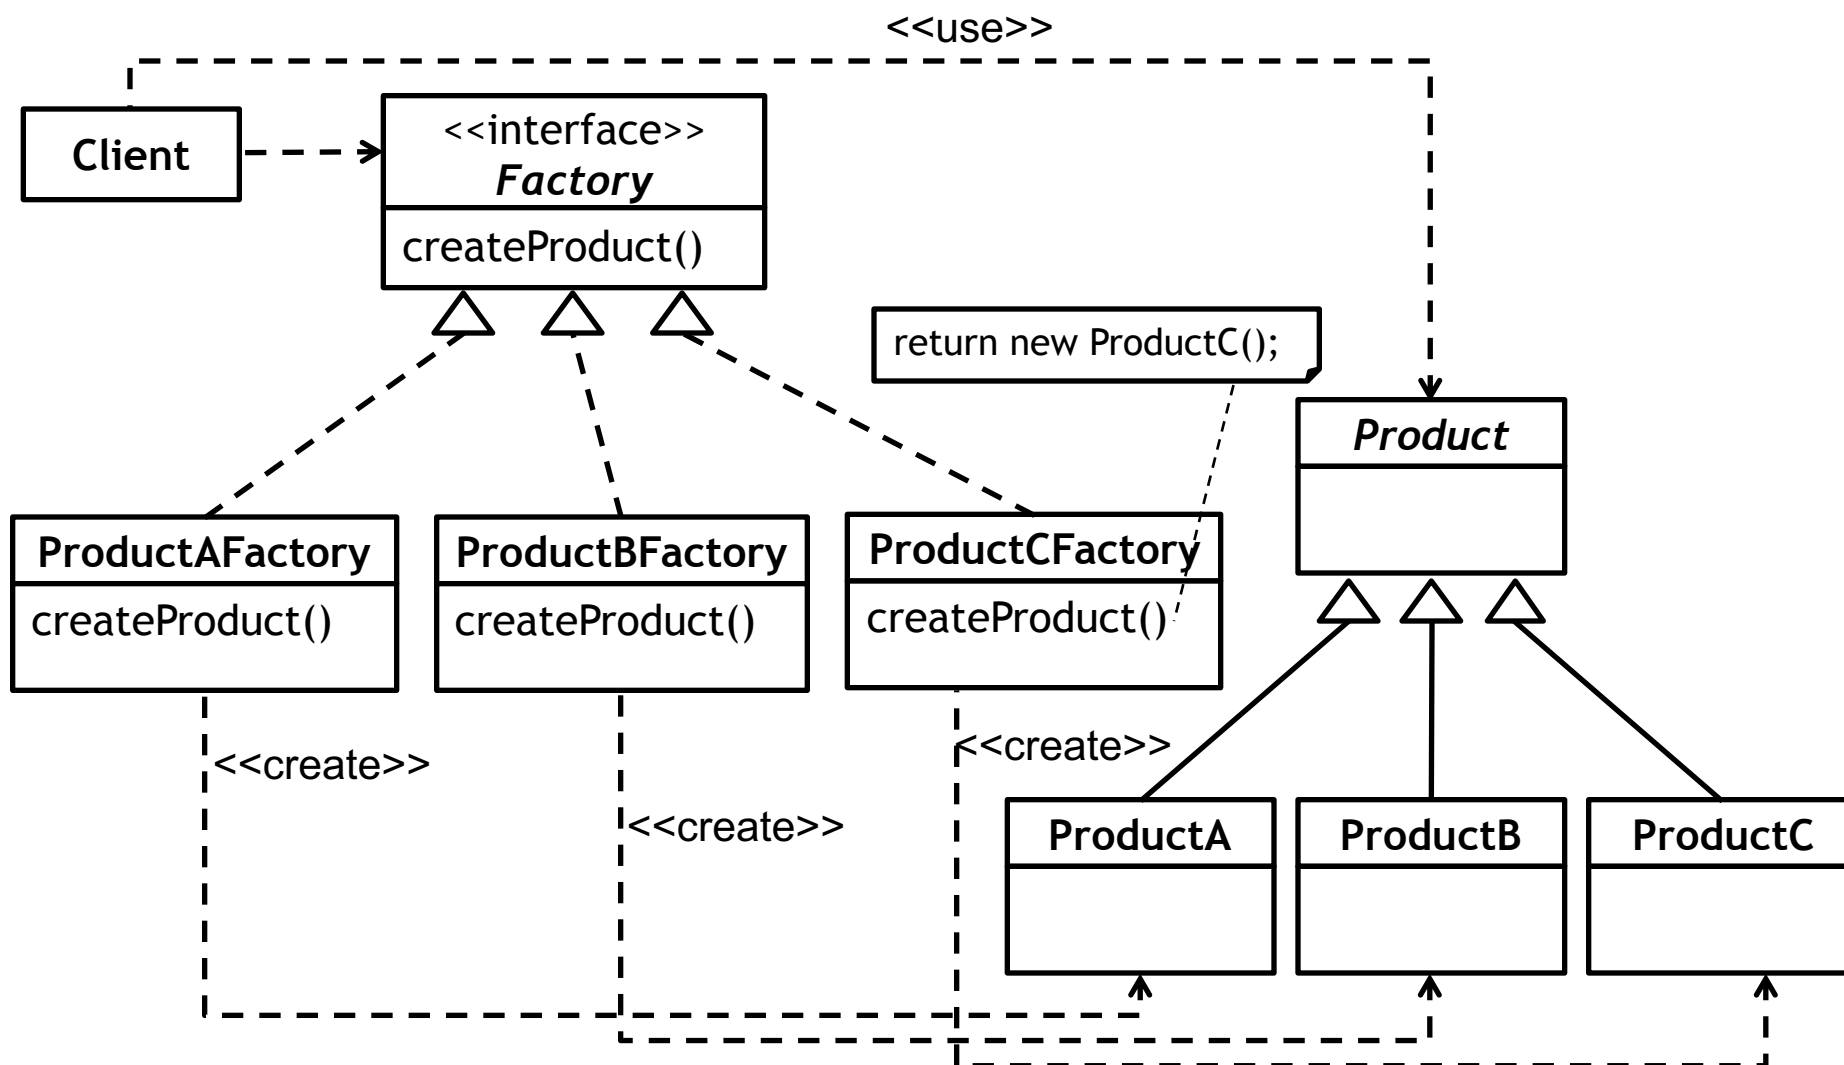 <<use>>
Client
<<interface>>
Factory
createProduct()
return new ProductC();
Product
ProductAFactory
createProduct()
ProductBFactory
createProduct()
ProductCFactory
createProduct()
<<create>>
<<create>>
<<create>>
ProductA
ProductB
ProductC